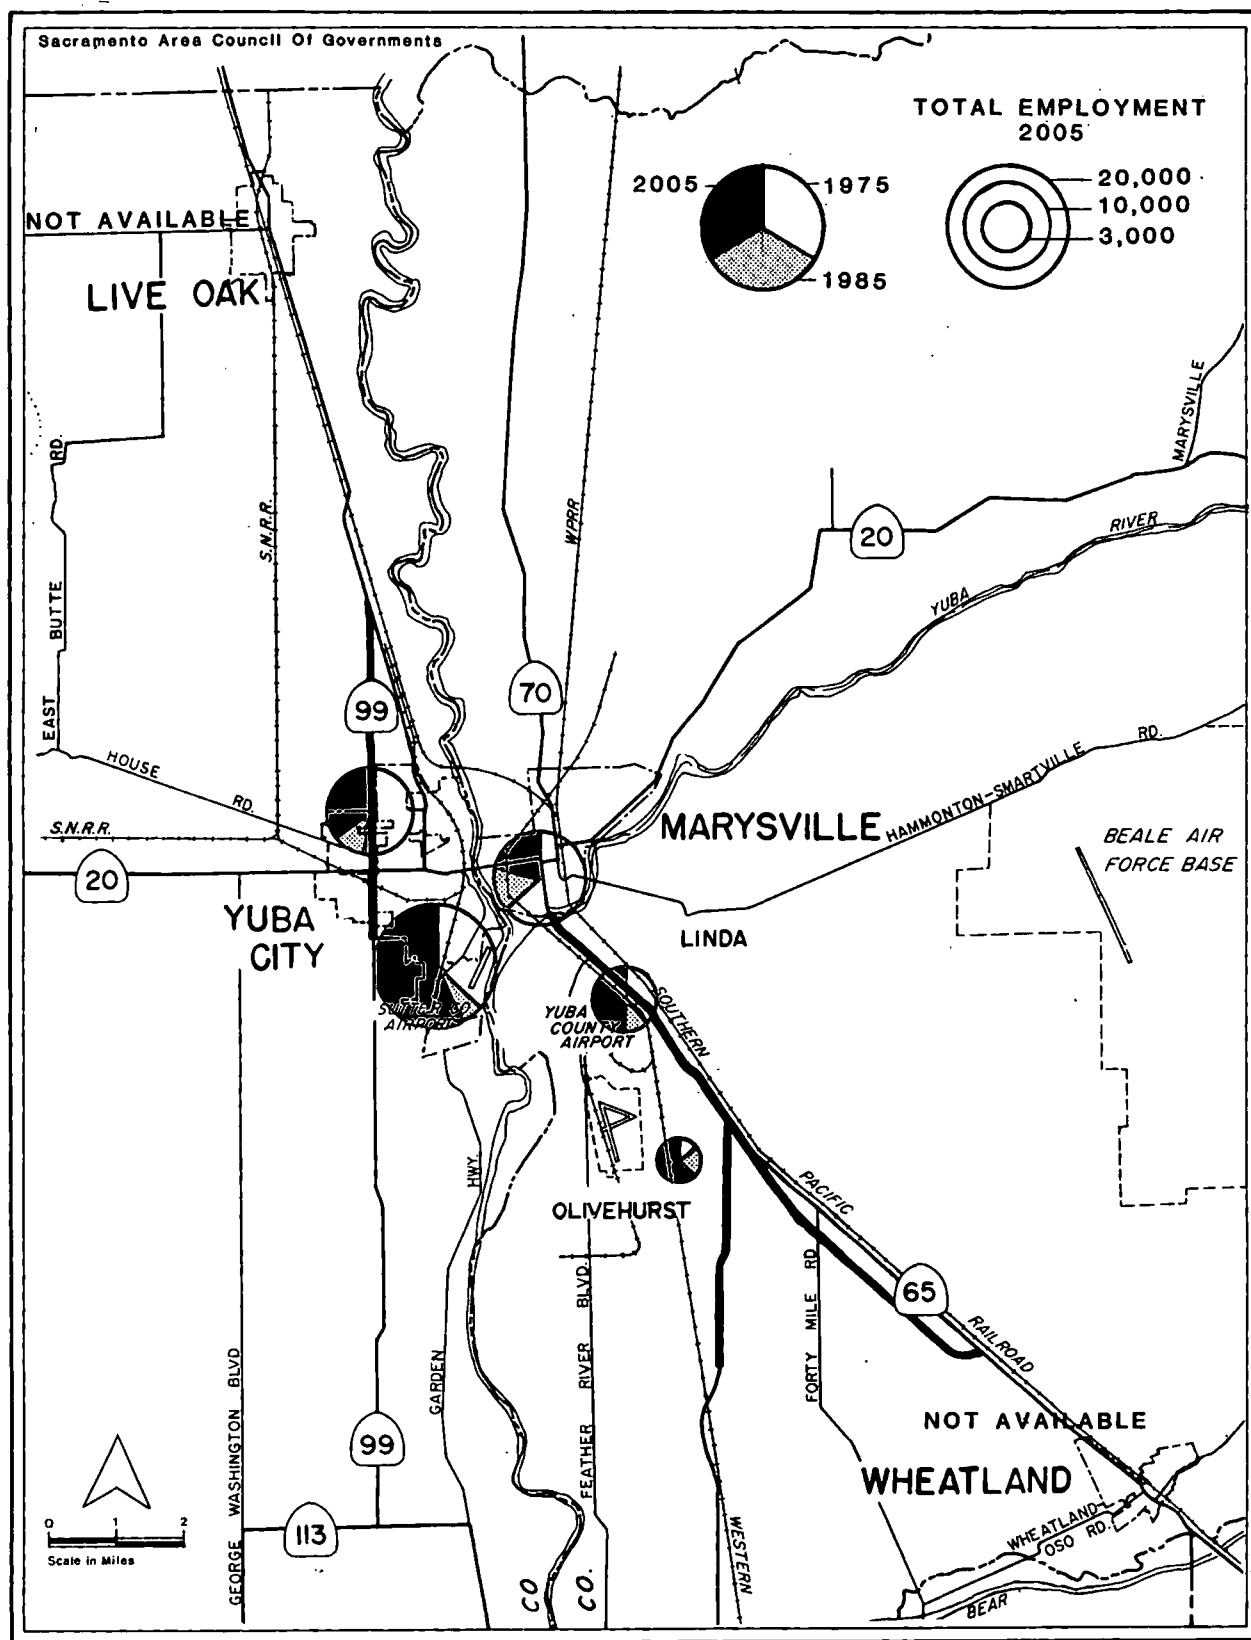 Sacramento Area Council Of Governments
TOTAL EMPLOYMENT
2005
2005
1975
1985
20,000
10,000
3,000
NOT AVAILABLE
LIVE OAK
MARYSVILLE
EAST BUTTE RD.
S.N.R.R.
WPRR
20
YUBA RIVER
70
99
HOUSE RD.
S.N.R.R.
20
MARYSVILLE
HAMMONTON-SMARTVILLE RD.
BEALE AIR
FORCE BASE
YUBA
CITY
LINDA
SUTTER CO
AIRPORT
YUBA
COUNTY
AIRPORT
SOUTHERN PACIFIC RAILROAD
OLIVEHURST
65
GARDEN HWY.
FEATHER RIVER BLVD.
FORTY MILE RD
GEORGE WASHINGTON BLVD
99
113
NOT AVAILABLE
WHEATLAND
WHEATLAND
OSO RD.
BEAR
WESTERN
CO
CO.
0 1 2
Scale in Miles